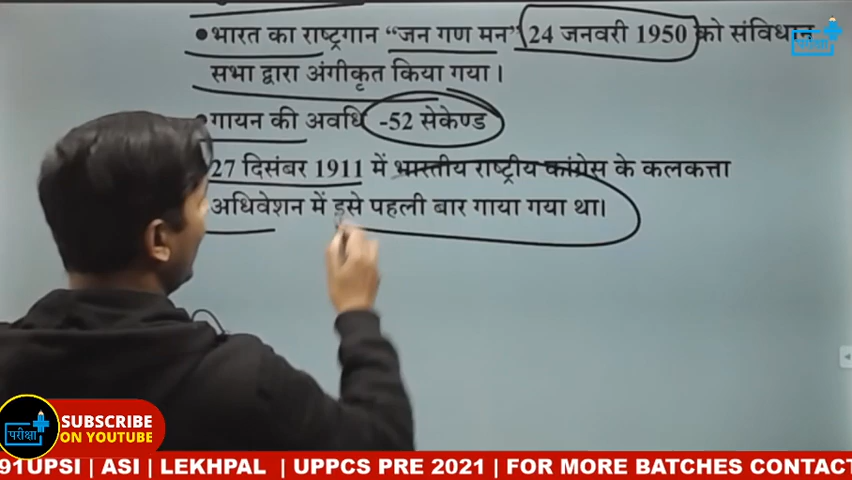 •भारत का राष्ट्रगान “जन गण मन” 24 जनवरी 1950 को संविधान
सभा द्वारा अंगीकृत किया गया ।
•गायन की अवधि -52 सेकेण्ड
27 दिसंबर 1911 में भारतीय राष्ट्रीय कांग्रेस के कलकत्ता
अधिवेशन में इसे पहली बार गाया गया था।
परीक्षा
परीक्षा
SUBSCRIBE
ON YOUTUBE
91UPSI | ASI | LEKHPAL | UPPCS PRE 2021 | FOR MORE BATCHES CONTACT